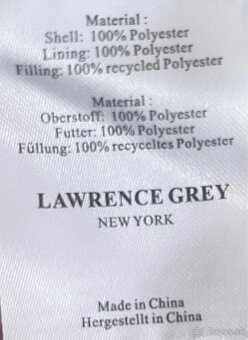 Material :
Shell: 100% Polyester
Lining: 100% Polyester
Filling: 100% recycled Polyester
Material :
Oberstoff: 100% Polyester
Futter: 100% Polyester
Füllung: 100% recyceltes Polyester
LAWRENCE GREY
NEW YORK
Made in China
Hergestellt in China